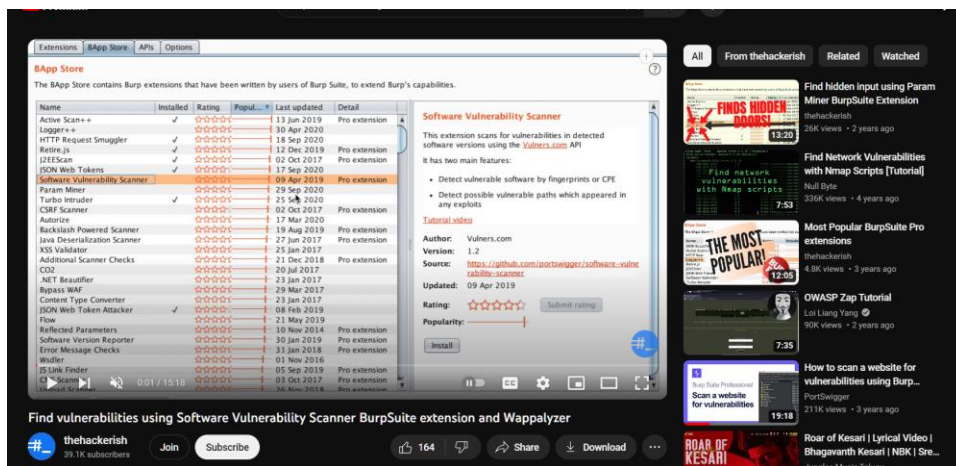 Extensions BApp Store APIs Options
BApp Store
The BApp Store contains Burp extensions that have been written by users of Burp Suite, to extend Burp's capabilities.
Name Installed Rating Popul... Last updated Detail
Active Scan++ ✓ 13 Jun 2019 Pro extension
Logger++ 30 Apr 2020
HTTP Request Smuggler ✓ 18 Sep 2020
Retire.js ✓ 12 Dec 2019 Pro extension
J2EEScan ✓ 02 Oct 2017 Pro extension
JSON Web Tokens ✓ 17 Sep 2020
Software Vulnerability Scanner 09 Apr 2019 Pro extension
Param Miner 29 Sep 2020
Turbo Intruder ✓ 25 Sep 2020
CSRF Scanner 02 Oct 2017 Pro extension
Autorize 17 Mar 2020
Backslash Powered Scanner 19 Aug 2019 Pro extension
Java Deserialization Scanner 27 Jun 2017 Pro extension
XSS Validator 25 Jan 2017
Additional Scanner Checks 21 Dec 2018 Pro extension
CO2 20 Jul 2017
.NET Beautifier 23 Jan 2017
Bypass WAF 29 Mar 2017
Content Type Converter 23 Jan 2017
JSON Web Token Attacker ✓ 08 Feb 2019
Flow 21 May 2019
Reflected Parameters 10 Nov 2014 Pro extension
Software Version Reporter 30 Jan 2019 Pro extension
Error Message Checks 31 Jan 2018 Pro extension
Wsdler 01 Nov 2016
JS Link Finder 05 Sep 2019 Pro extension
03 Oct 2017 Pro extension
Software Vulnerability Scanner
This extension scans for vulnerabilities in detected
software versions using the Vulners.com API
It has two main features:
• Detect vulnerable software by fingerprints or CPE
• Detect possible vulnerable paths which appeared in
any exploits
Tutorial video
Author: Vulners.com
Version: 1.2
Source: https://github.com/portswigger/software-vulne
rability-scanner
Updated: 09 Apr 2019
Rating: Submit rating
Popularity:
Install
#_
0:01 / 15:18
CC
Find vulnerabilities using Software Vulnerability Scanner BurpSuite extension and Wappalyzer
#_
thehackerish
39.1K subscribers
Join
Subscribe
164
Share
Download
All From thehackerish Related Watched
FINDS HIDDEN
DOORS!
13:20
Find hidden input using Param
Miner BurpSuite Extension
thehackerish
26K views • 2 years ago
Find network
vulnerabilities
with Nmap scripts
7:53
Find Network Vulnerabilities
with Nmap Scripts [Tutorial]
Null Byte
336K views • 4 years ago
THE MOST
POPULAR!
12:05
Most Popular BurpSuite Pro
extensions
thehackerish
4.8K views • 3 years ago
7:35
OWASP Zap Tutorial
Loi Liang Yang
90K views • 2 years ago
Burp Suite Professional
Scan a website
for vulnerabilities
19:18
How to scan a website for
vulnerabilities using Burp...
PortSwigger
211K views • 3 years ago
ROAR OF
KESARI
Roar of Kesari | Lyrical Video |
Bhagavanth Kesari | NBK | Sre...